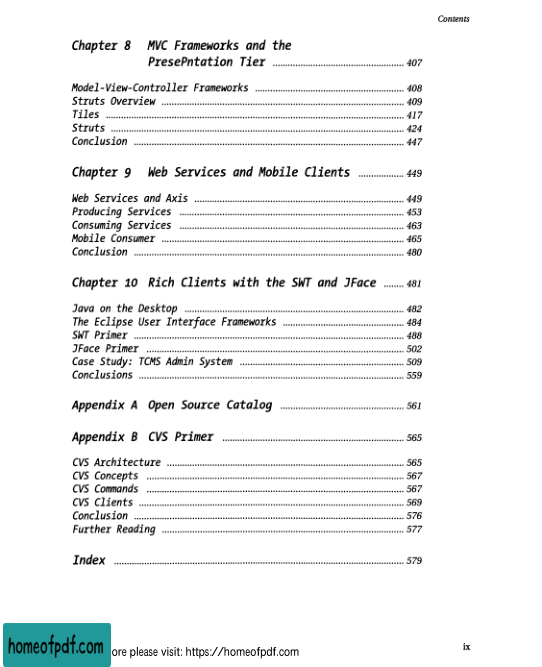 Contents
Chapter 8 MVC Frameworks and the
PresePntation Tier ........ 407
Model-View-Controller Frameworks ........ 408
Struts Overview ........ 409
Tiles ........ 417
Struts ........ 424
Conclusion ........ 447
Chapter 9 Web Services and Mobile Clients ........ 449
Web Services and Axis ........ 449
Producing Services ........ 453
Consuming Services ........ 463
Mobile Consumer ........ 465
Conclusion ........ 480
Chapter 10 Rich Clients with the SWT and JFace ........ 481
Java on the Desktop ........ 482
The Eclipse User Interface Frameworks ........ 484
SWT Primer ........ 488
JFace Primer ........ 502
Case Study: TCMS Admin System ........ 509
Conclusions ........ 559
Appendix A Open Source Catalog ........ 561
Appendix B CVS Primer ........ 565
CVS Architecture ........ 565
CVS Concepts ........ 567
CVS Commands ........ 567
CVS Clients ........ 569
Conclusion ........ 576
Further Reading ........ 577
Index ........ 579
homeofpdf.com
ore please visit: https://homeofpdf.com
ix